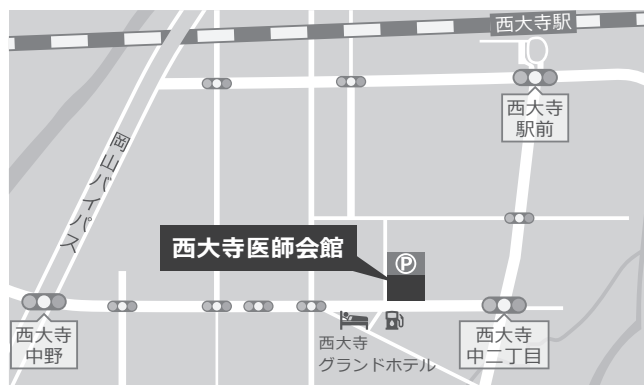 西大寺駅
西大寺
駅前
岡山バイパス
西大寺医師会館
P
西大寺
中野
西大寺
グランドホテル
西大寺
中二丁目